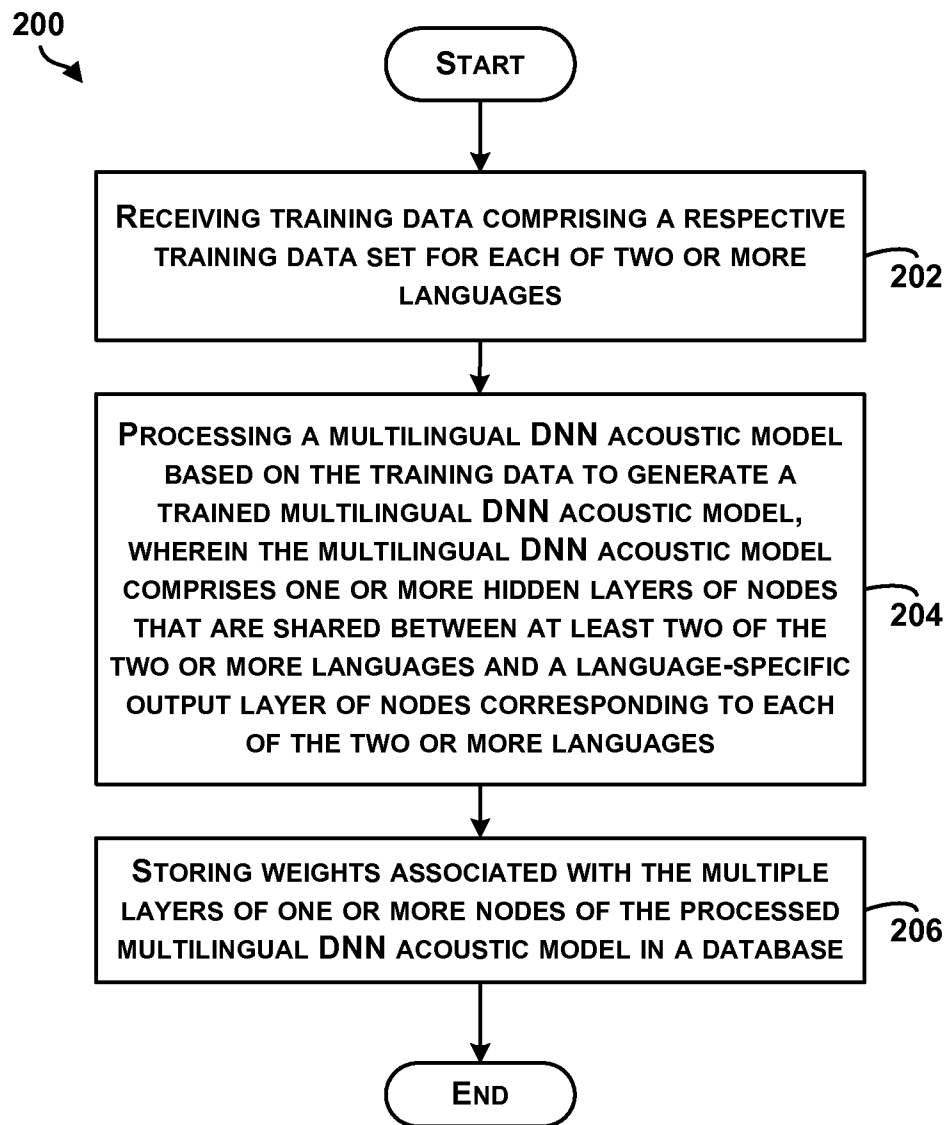 200
START
RECEIVING TRAINING DATA COMPRISING A RESPECTIVE
TRAINING DATA SET FOR EACH OF TWO OR MORE
LANGUAGES
202
PROCESSING A MULTILINGUAL DNN ACOUSTIC MODEL
BASED ON THE TRAINING DATA TO GENERATE A
TRAINED MULTILINGUAL DNN ACOUSTIC MODEL,
WHEREIN THE MULTILINGUAL DNN ACOUSTIC MODEL
COMPRISES ONE OR MORE HIDDEN LAYERS OF NODES
THAT ARE SHARED BETWEEN AT LEAST TWO OF THE
TWO OR MORE LANGUAGES AND A LANGUAGE-SPECIFIC
OUTPUT LAYER OF NODES CORRESPONDING TO EACH
OF THE TWO OR MORE LANGUAGES
204
STORING WEIGHTS ASSOCIATED WITH THE MULTIPLE
LAYERS OF ONE OR MORE NODES OF THE PROCESSED
MULTILINGUAL DNN ACOUSTIC MODEL IN A DATABASE
206
END